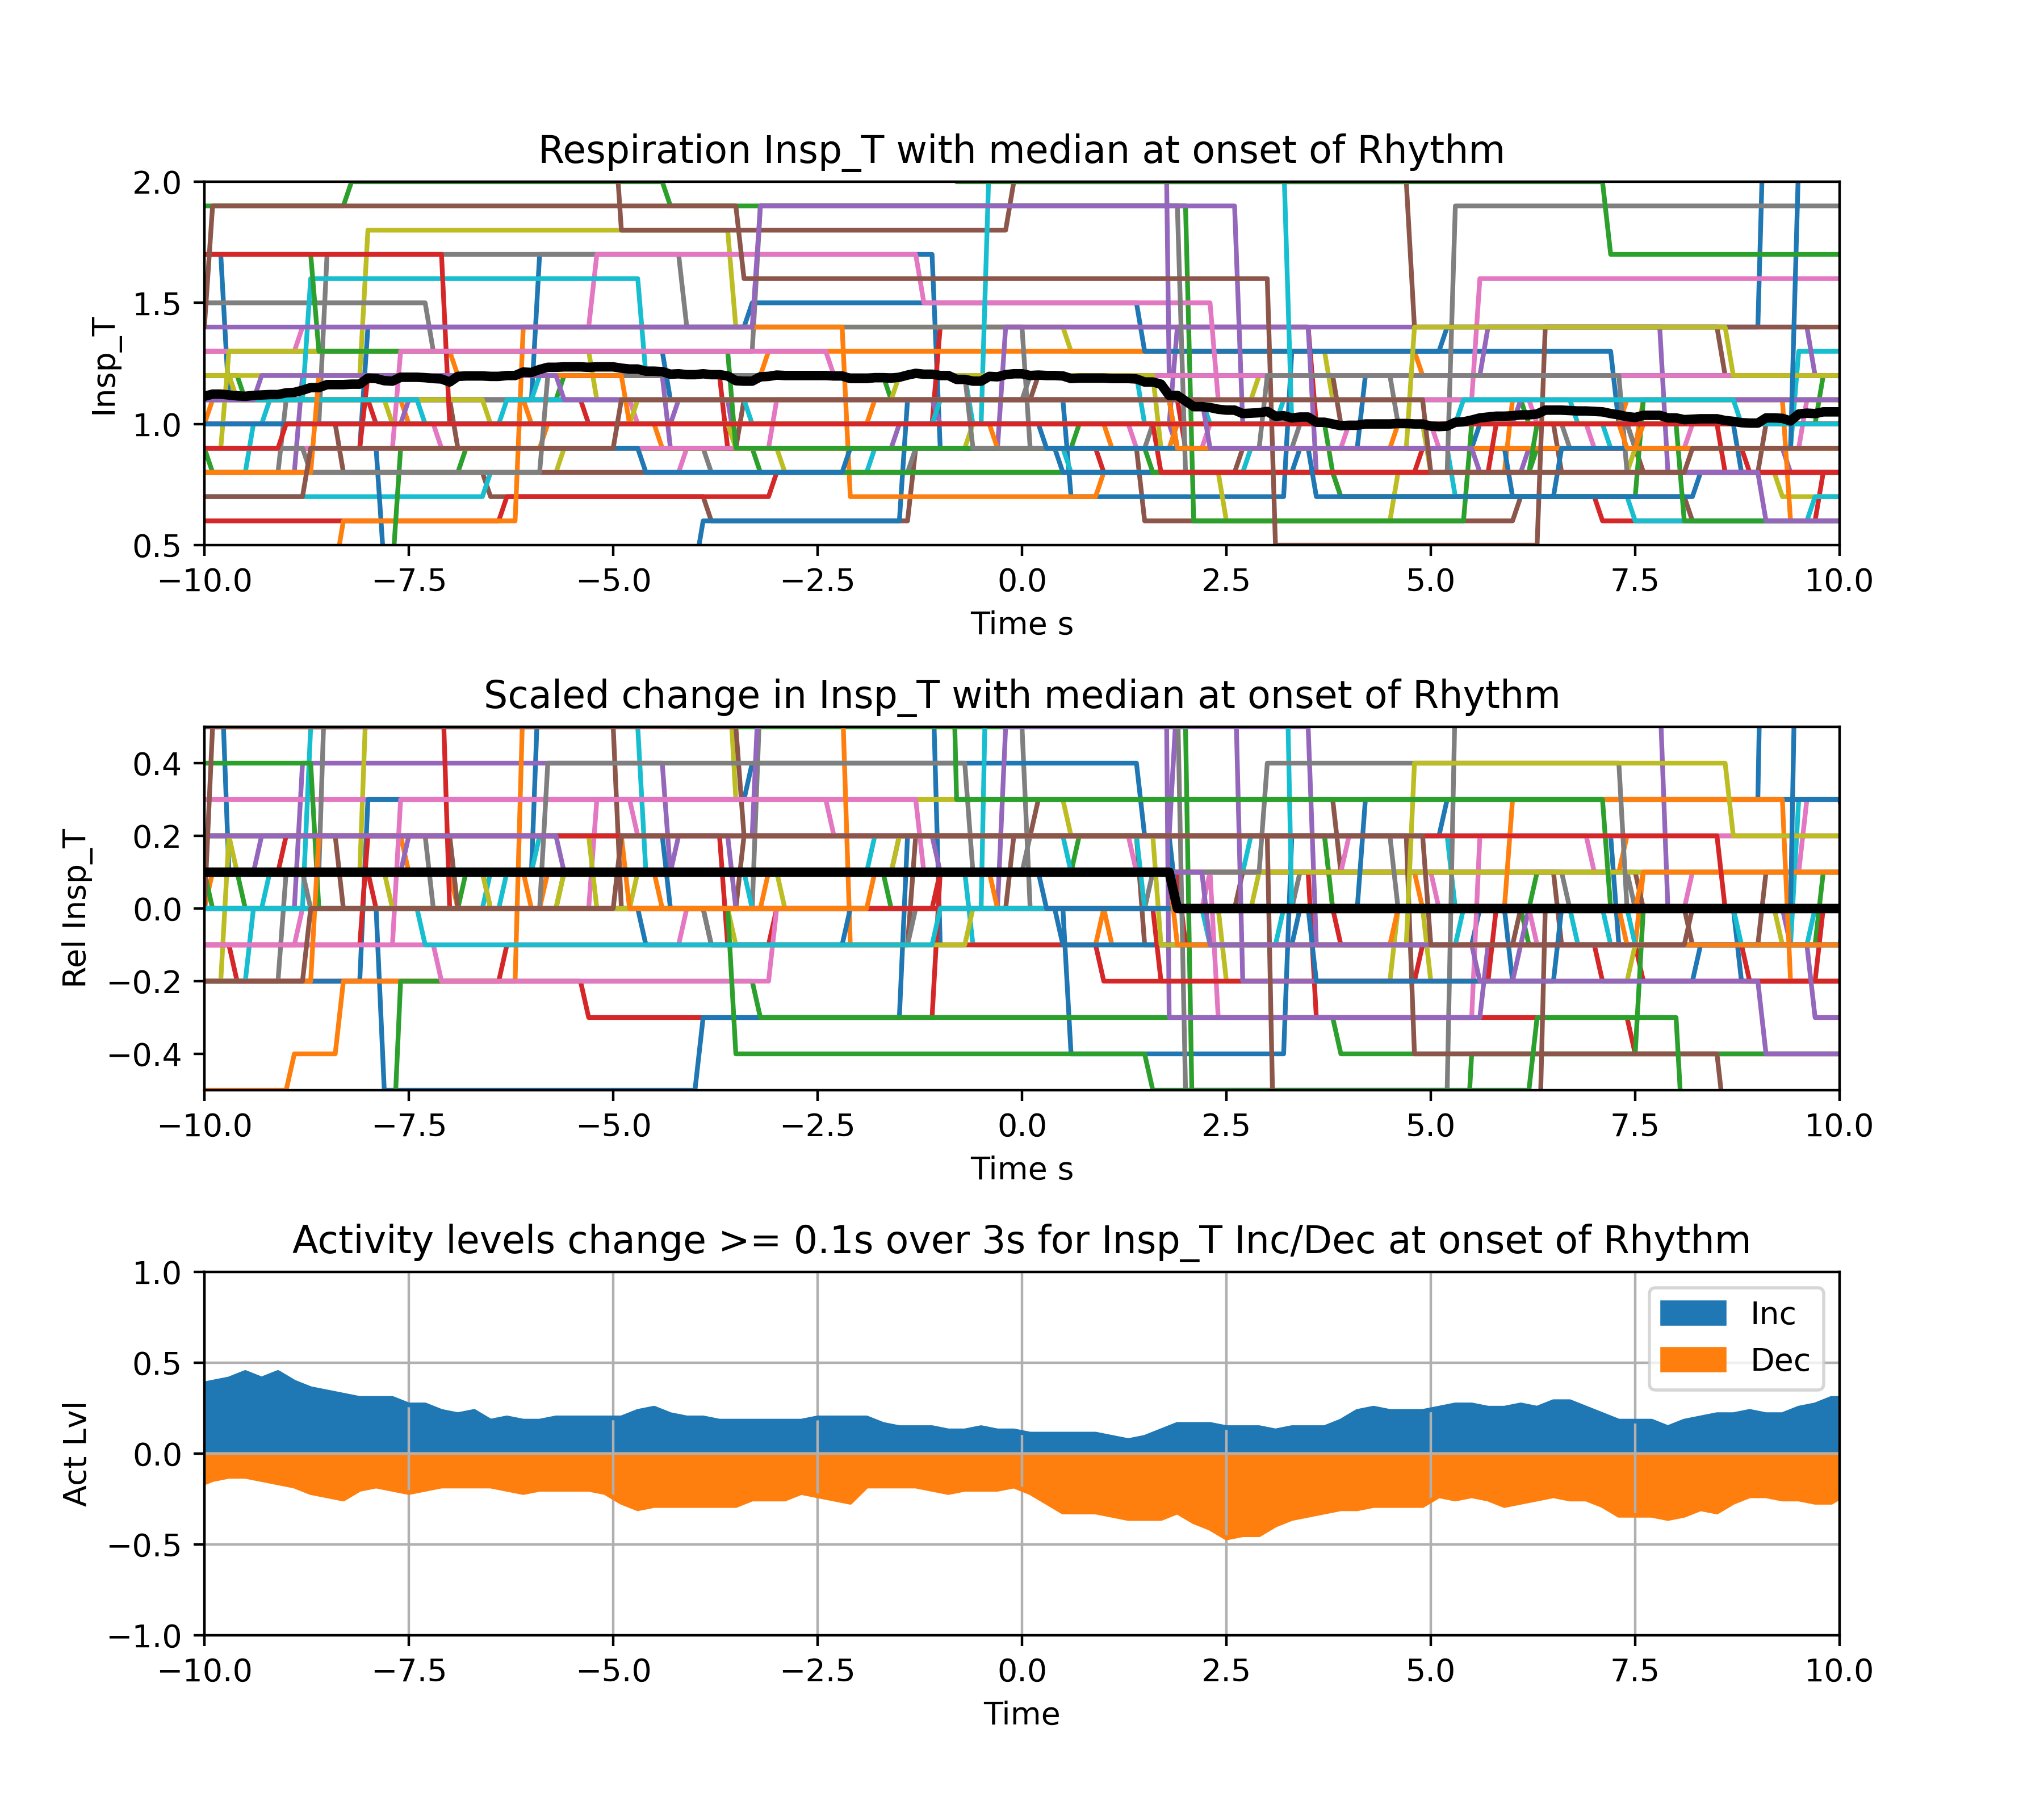 Respiration Insp_T with median at onset of Rhythm
2.0
1.5
1.0
0.5
Insp_T
−10.0 −7.5 −5.0 −2.5 0.0 2.5 5.0 7.5 10.0
Time s
Scaled change in Insp_T with median at onset of Rhythm
0.4
0.2
0.0
−0.2
−0.4
Rel Insp_T
−10.0 −7.5 −5.0 −2.5 0.0 2.5 5.0 7.5 10.0
Time s
Activity levels change >= 0.1s over 3s for Insp_T Inc/Dec at onset of Rhythm
1.0
0.5
0.0
−0.5
−1.0
Act Lvl
Inc
Dec
−10.0 −7.5 −5.0 −2.5 0.0 2.5 5.0 7.5 10.0
Time